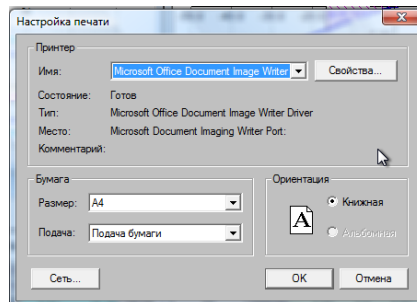 Настройка печати
Принтер
Имя: Microsoft Office Document Image Writer Свойства...
Состояние: Готов
Тип: Microsoft Office Document Image Writer Driver
Место: Microsoft Document Imaging Writer Port:
Комментарий:
Бумага
Размер: A4
Подача: Подача бумаги
Ориентация
A
Книжная
Альбомная
Сеть... OK Отмена